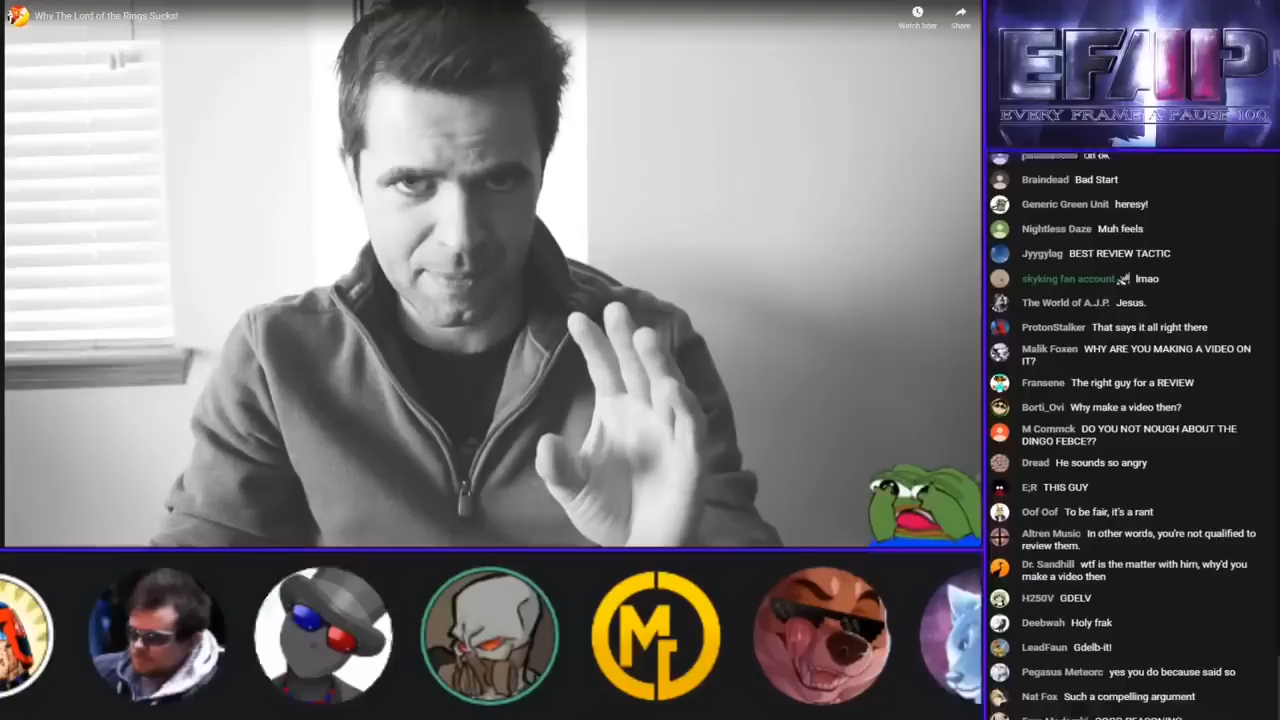 Why The Lord of the Rings Sucks!
Watch later
Share
EFAP
EVERY FRAME A PAUSE 100
Braindead Bad Start
Generic Green Unit heresy!
Nightless Daze Muh feels
Jyygylag BEST REVIEW TACTIC
skyking fan account lmao
The World of A.J.P. Jesus.
ProtonStalker That says it all right there
Malik Foxen WHY ARE YOU MAKING A VIDEO ON
IT?
Fransene The right guy for a REVIEW
Borti_Ovi Why make a video then?
M Commck DO YOU NOT NOUGH ABOUT THE
DINGO FEBCE??
Dread He sounds so angry
E;R THIS GUY
Oof Oof To be fair, it's a rant
Altren Music In other words, you're not qualified to
review them.
Dr. Sandhill wtf is the matter with him, why'd you
make a video then
H250V GDELV
Deebwah Holy frak
LeadFaun Gdelb-it!
Pegasus Meteorc yes you do because said so
Nat Fox Such a compelling argument